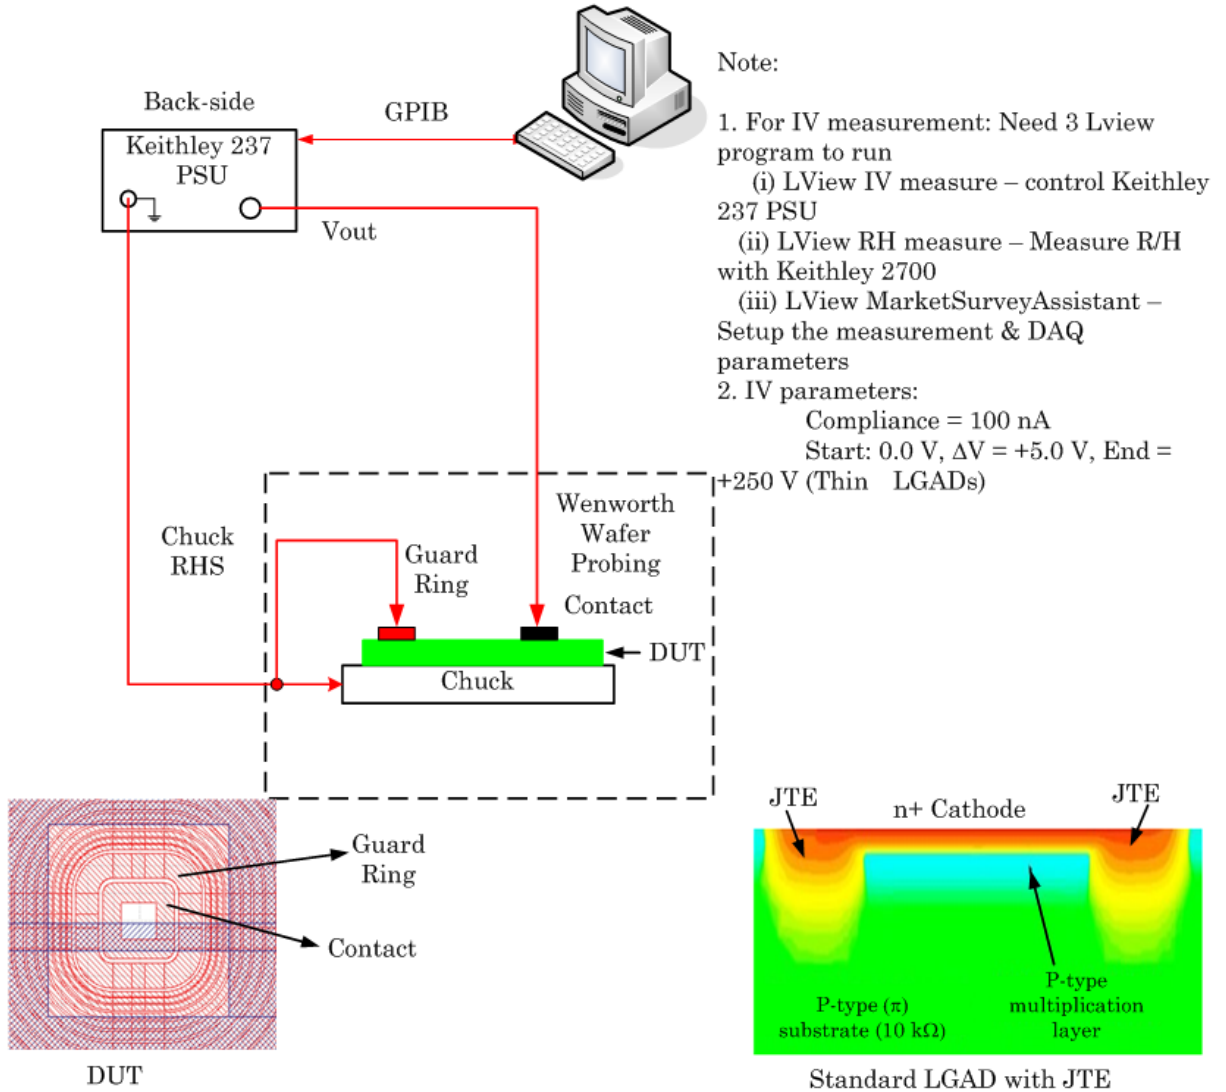 Back-side
GPIB
Keithley 237
PSU
Vout
Note:
1. For IV measurement: Need 3 Lview
program to run
(i) LView IV measure – control Keithley
237 PSU
(ii) LView RH measure – Measure R/H
with Keithley 2700
(iii) LView MarketSurveyAssistant –
Setup the measurement & DAQ
parameters
2. IV parameters:
Compliance = 100 nA
Start: 0.0 V, ΔV = +5.0 V, End =
+250 V (Thin LGADs)
Chuck
RHS
Wenworth
Wafer
Probing
Guard
Ring
Contact
DUT
Chuck
Guard
Ring
Contact
DUT
JTE
n+ Cathode
JTE
P-type (π)
substrate (10 kΩ)
P-type
multiplication
layer
Standard LGAD with JTE